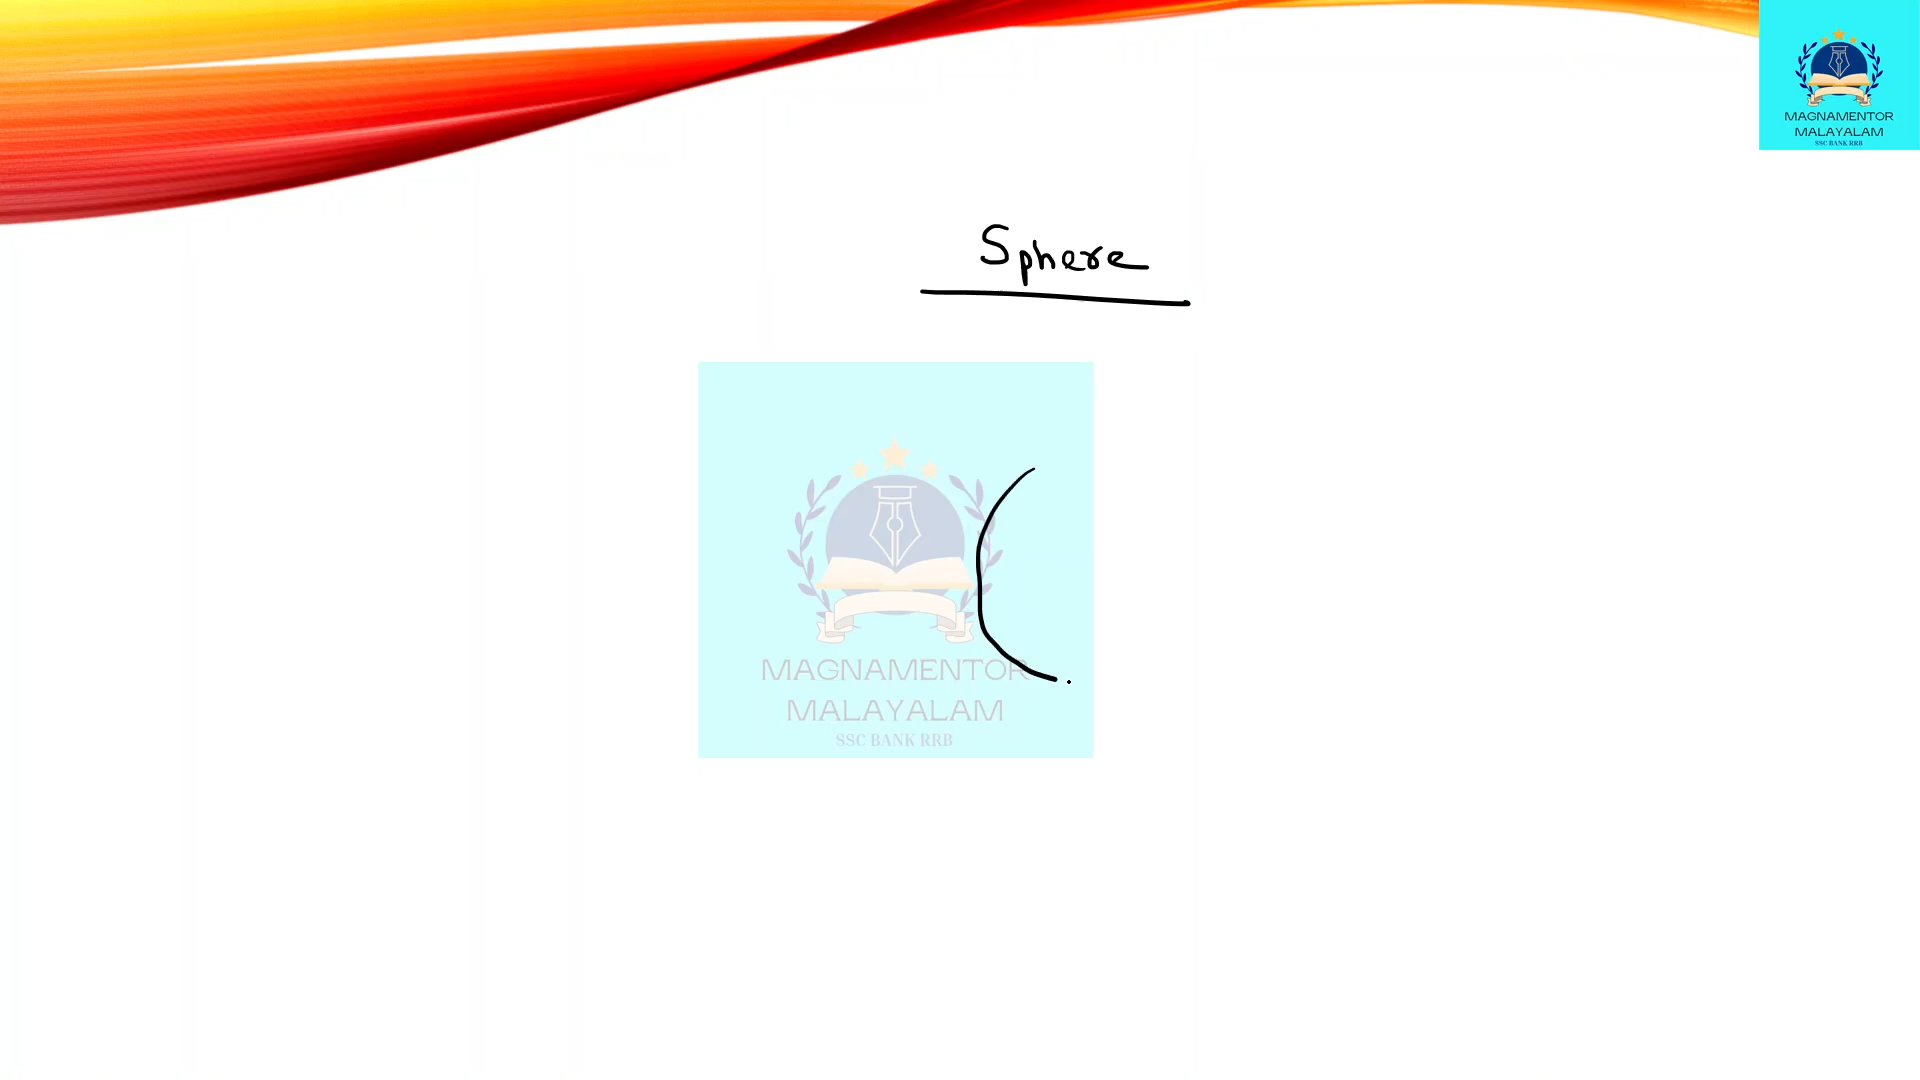 MAGNAMENTOR
MALAYALAM
SSC BANK RRB
Sphere
MAGNAMENTOR
MALAYALAM
SSC BANK RRB